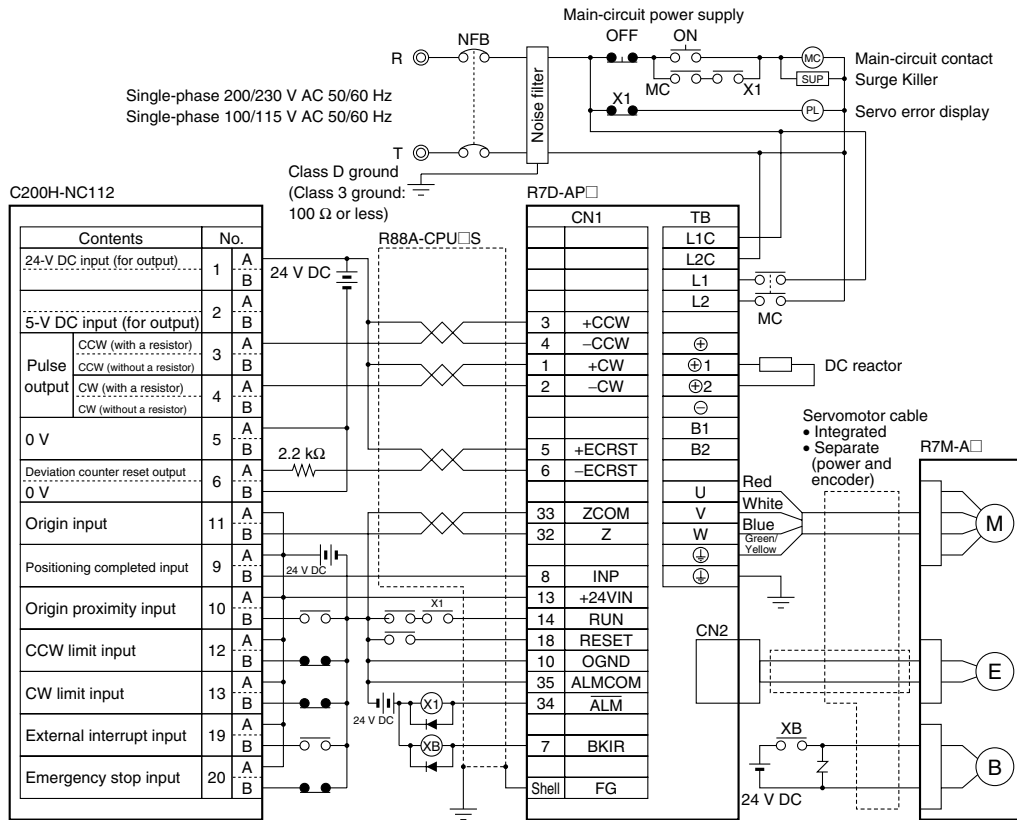 Main-circuit power supply
OFF
ON
NFB
R
MC
Main-circuit contact
SUP
Surge Killer
MC
X1
X1
PL
Servo error display
Single-phase 200/230 V AC 50/60 Hz
Single-phase 100/115 V AC 50/60 Hz
Noise filter
T
Class D ground
(Class 3 ground:
100 Ω or less)
C200H-NC112
R88A-CPU□S
R7D-AP□
Contents No.
24-V DC input (for output) 1 A B
5-V DC input (for output) 2 A B
Pulse output
CCW (with a resistor) 3 A
CCW (without a resistor) B
CW (with a resistor) 4 A
CW (without a resistor) B
0 V 5 A B
Deviation counter reset output 6 A
0 V B
Origin input 11 A B
Positioning completed input 9 A B
Origin proximity input 10 A B
CCW limit input 12 A B
CW limit input 13 A B
External interrupt input 19 A B
Emergency stop input 20 A B
24 V DC
2.2 kΩ
24 V DC
X1
24 V DC
X1
XB
CN1
3 +CCW
4 −CCW
1 +CW
2 −CW
5 +ECRST
6 −ECRST
33 ZCOM
32 Z
8 INP
13 +24VIN
14 RUN
18 RESET
10 OGND
35 ALMCOM
34 ALM
7 BKIR
Shell FG
TB
L1C
L2C
L1
L2
MC
⊕
⊕1
⊕2
DC reactor
⊖
B1
B2
U
V
W
Red
White
Blue
Green/
Yellow
CN2
Servomotor cable
• Integrated
• Separate
(power and
encoder)
R7M-A□
M
E
XB
24 V DC
B